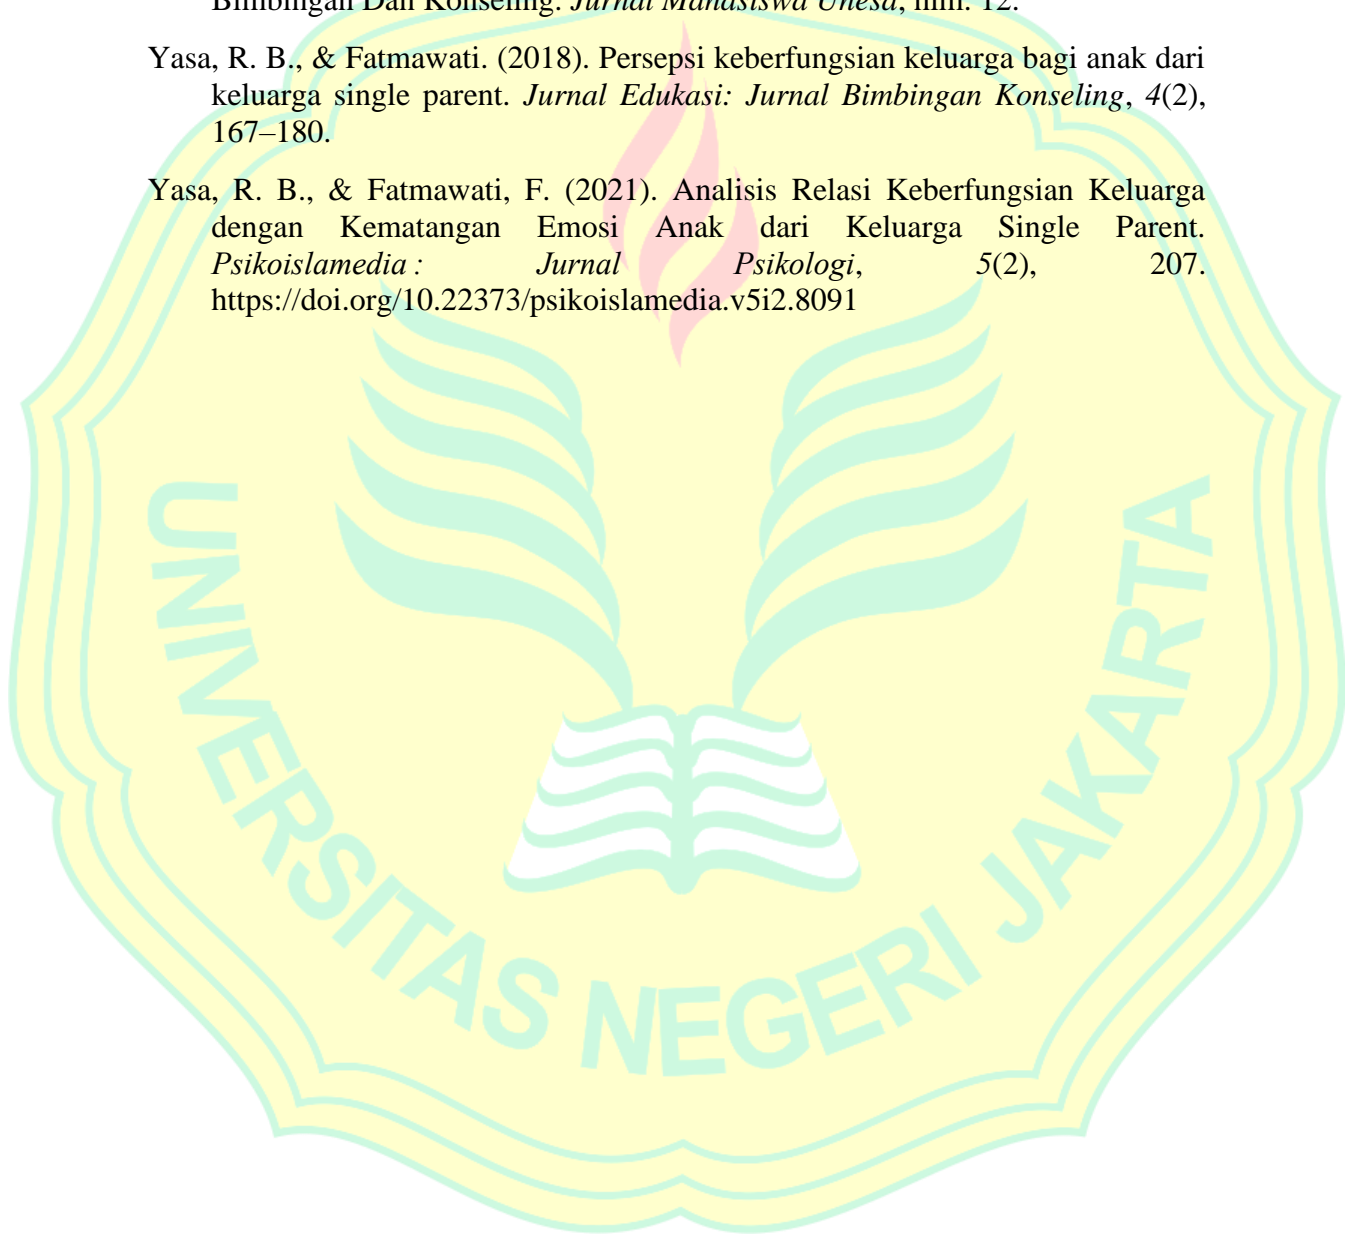 Bimbingan Dan Konseling. Jurnal Mahasiswa Unesa, hlm. 12.
Yasa, R. B., & Fatmawati. (2018). Persepsi keberfungsian keluarga bagi anak dari
keluarga single parent. Jurnal Edukasi: Jurnal Bimbingan Konseling, 4(2),
167–180.
Yasa, R. B., & Fatmawati, F. (2021). Analisis Relasi Keberfungsian Keluarga
dengan Kematangan Emosi Anak dari Keluarga Single Parent.
Psikoislamedia : Jurnal Psikologi, 5(2), 207.
https://doi.org/10.22373/psikoislamedia.v5i2.8091
UNIVERSITAS NEGERI JAKARTA